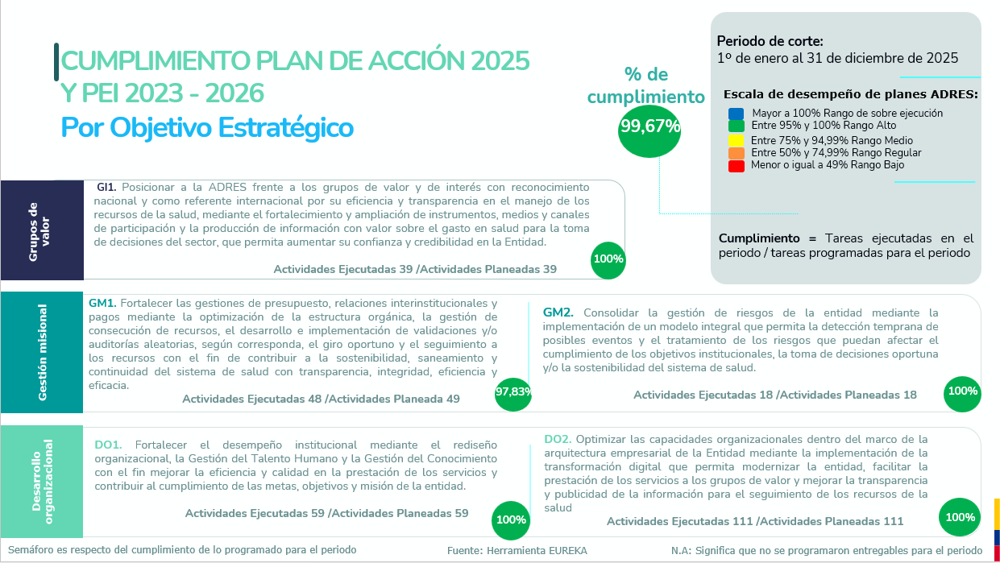 CUMPLIMIENTO PLAN DE ACCIÓN 2025
Y PEI 2023 - 2026
Por Objetivo Estratégico
% de
cumplimiento
99,67%
Periodo de corte:
1º de enero al 31 de diciembre de 2025
Escala de desempeño de planes ADRES:
Mayor a 100% Rango de sobre ejecución
Entre 95% y 100% Rango Alto
Entre 75% y 94,99% Rango Medio
Entre 50% y 74,99% Rango Regular
Menor o igual a 49% Rango Bajo
Cumplimiento = Tareas ejecutadas en el
periodo / tareas programadas para el periodo
Grupos de
valor
GI1. Posicionar a la ADRES frente a los grupos de valor y de interés con reconocimiento
nacional y como referente internacional por su eficiencia y transparencia en el manejo de los
recursos de la salud, mediante el fortalecimiento y ampliación de instrumentos, medios y canales
de participación y la producción de información con valor sobre el gasto en salud para la toma
de decisiones del sector, que permita aumentar su confianza y credibilidad en la Entidad.
Actividades Ejecutadas 39 /Actividades Planeadas 39
100%
Gestión misional
GM1. Fortalecer las gestiones de presupuesto, relaciones interinstitucionales y
pagos mediante la optimización de la estructura orgánica, la gestión de
consecución de recursos, el desarrollo e implementación de validaciones y/o
auditorías aleatorias, según corresponda, el giro oportuno y el seguimiento a
los recursos con el fin de contribuir a la sostenibilidad, saneamiento y
continuidad del sistema de salud con transparencia, integridad, eficiencia y
eficacia.
Actividades Ejecutadas 48 /Actividades Planeada 49
97,83%
GM2. Consolidar la gestión de riesgos de la entidad mediante la
implementación de un modelo integral que permita la detección temprana de
posibles eventos y el tratamiento de los riesgos que puedan afectar el
cumplimiento de los objetivos institucionales, la toma de decisiones oportuna
y/o la sostenibilidad del sistema de salud.
Actividades Ejecutadas 18 /Actividades Planeadas 18
100%
Desarrollo
organizacional
DO1. Fortalecer el desempeño institucional mediante el rediseño
organizacional, la Gestión del Talento Humano y la Gestión del Conocimiento
con el fin mejorar la eficiencia y calidad en la prestación de los servicios y
contribuir al cumplimiento de las metas, objetivos y misión de la entidad.
Actividades Ejecutadas 59 /Actividades Planeadas 59
100%
DO2. Optimizar las capacidades organizacionales dentro del marco de la
arquitectura empresarial de la Entidad mediante la implementación de la
transformación digital que permita modernizar la entidad, facilitar la
prestación de los servicios a los grupos de valor y mejorar la transparencia
y publicidad de la información para el seguimiento de los recursos de la
salud
Actividades Ejecutadas 111 /Actividades Planeadas 111
100%
Semáforo es respecto del cumplimiento de lo programado para el periodo
Fuente: Herramienta EUREKA
N.A: Significa que no se programaron entregables para el periodo